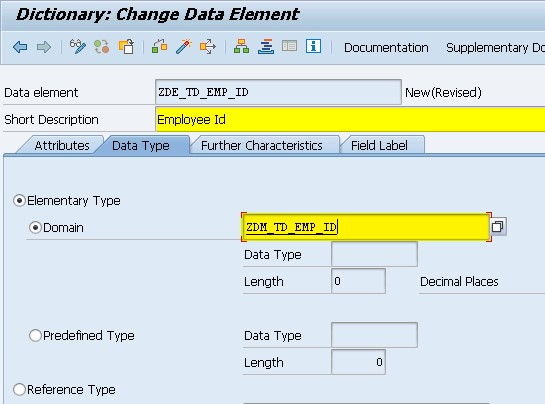 Dictionary: Change Data Element
Documentation Supplementary Do
Data element ZDE_TD_EMP_ID New(Revised)
Short Description Employee Id
Attributes Data Type Further Characteristics Field Label
Elementary Type
Domain ZDM_TD_EMP_ID
Data Type
Length 0 Decimal Places
Predefined Type Data Type
Length 0
Reference Type